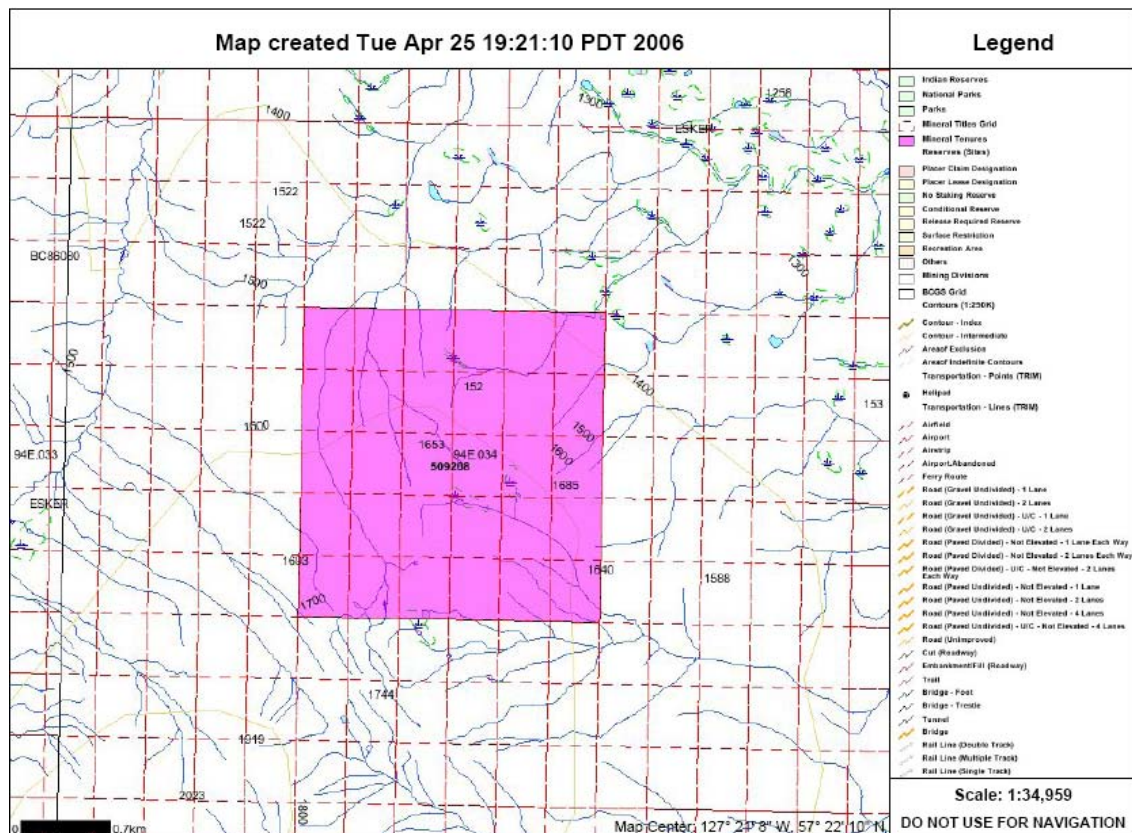 Map created Tue Apr 25 19:21:10 PDT 2006
Legend
Indian Reserves
National Parks
Parks
Mineral Titles Grid
Mineral Tenures
Reserves (Sites)
Placer Claim Designation
Placer Lease Designation
No Staking Reserve
Conditional Reserve
Release Required Reserve
Surface Restriction
Recreation Area
Others
Mining Divisions
BCGS Grid
Contours (1:250K)
Contour - Index
Contour - Intermediate
Area of Exclusion
Area of Indefinite Contours
Transportation - Points (TRIM)
Helipad
Transportation - Lines (TRIM)
Airfield
Airport
Airstrip
Airport, Abandoned
Ferry Route
Road (Gravel Undivided) - 1 Lane
Road (Gravel Undivided) - 2 Lanes
Road (Gravel Undivided) - U/C - 1 Lane
Road (Gravel Undivided) - U/C - 2 Lanes
Road (Paved Divided) - Not Elevated - 1 Lane Each Way
Road (Paved Divided) - Not Elevated - 2 Lanes Each Way
Road (Paved Divided) - U/C - Not Elevated - 2 Lanes
Each Way
Road (Paved Undivided) - Not Elevated - 1 Lane
Road (Paved Undivided) - Not Elevated - 2 Lanes
Road (Paved Undivided) - Not Elevated - 4 Lanes
Road (Paved Undivided) - U/C - Not Elevated - 4 Lanes
Road (Unimproved)
Cut (Roadway)
Embankment/Fill (Roadway)
Trail
Bridge - Foot
Bridge - Trestle
Tunnel
Bridge
Rail Line (Double Track)
Rail Line (Multiple Track)
Rail Line (Single Track)
Scale: 1:34,959
DO NOT USE FOR NAVIGATION
1258
1300
1400
ESKER
1522
1522
BC86080
1300
1500
1500
152
1400
153
1500
1500
1653
94E.034
1600
94E.033
509208
1685
ESKER
1693
1640
1588
1700
1744
1919
2023
1800
0
0.7km
Map Center: 127° 21' 8" W, 57° 22' 10" N